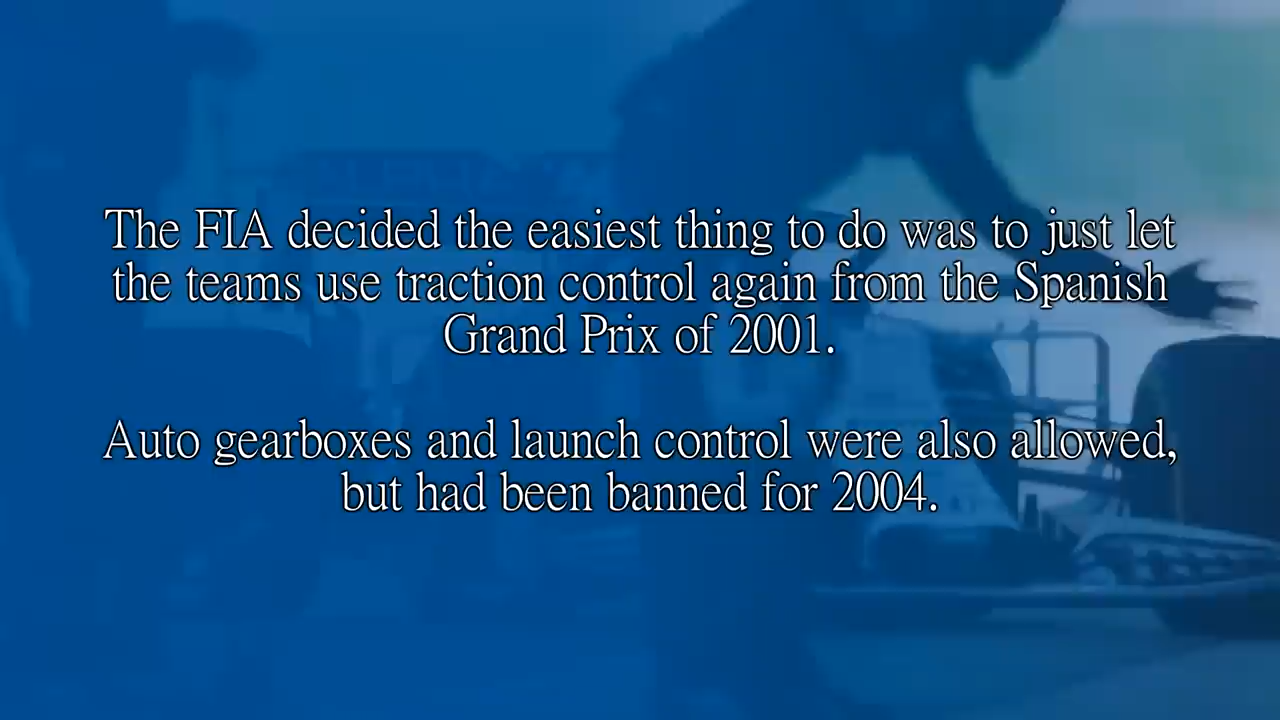 The FIA decided the easiest thing to do was to just let
the teams use traction control again from the Spanish
Grand Prix of 2001.
Auto gearboxes and launch control were also allowed,
but had been banned for 2004.